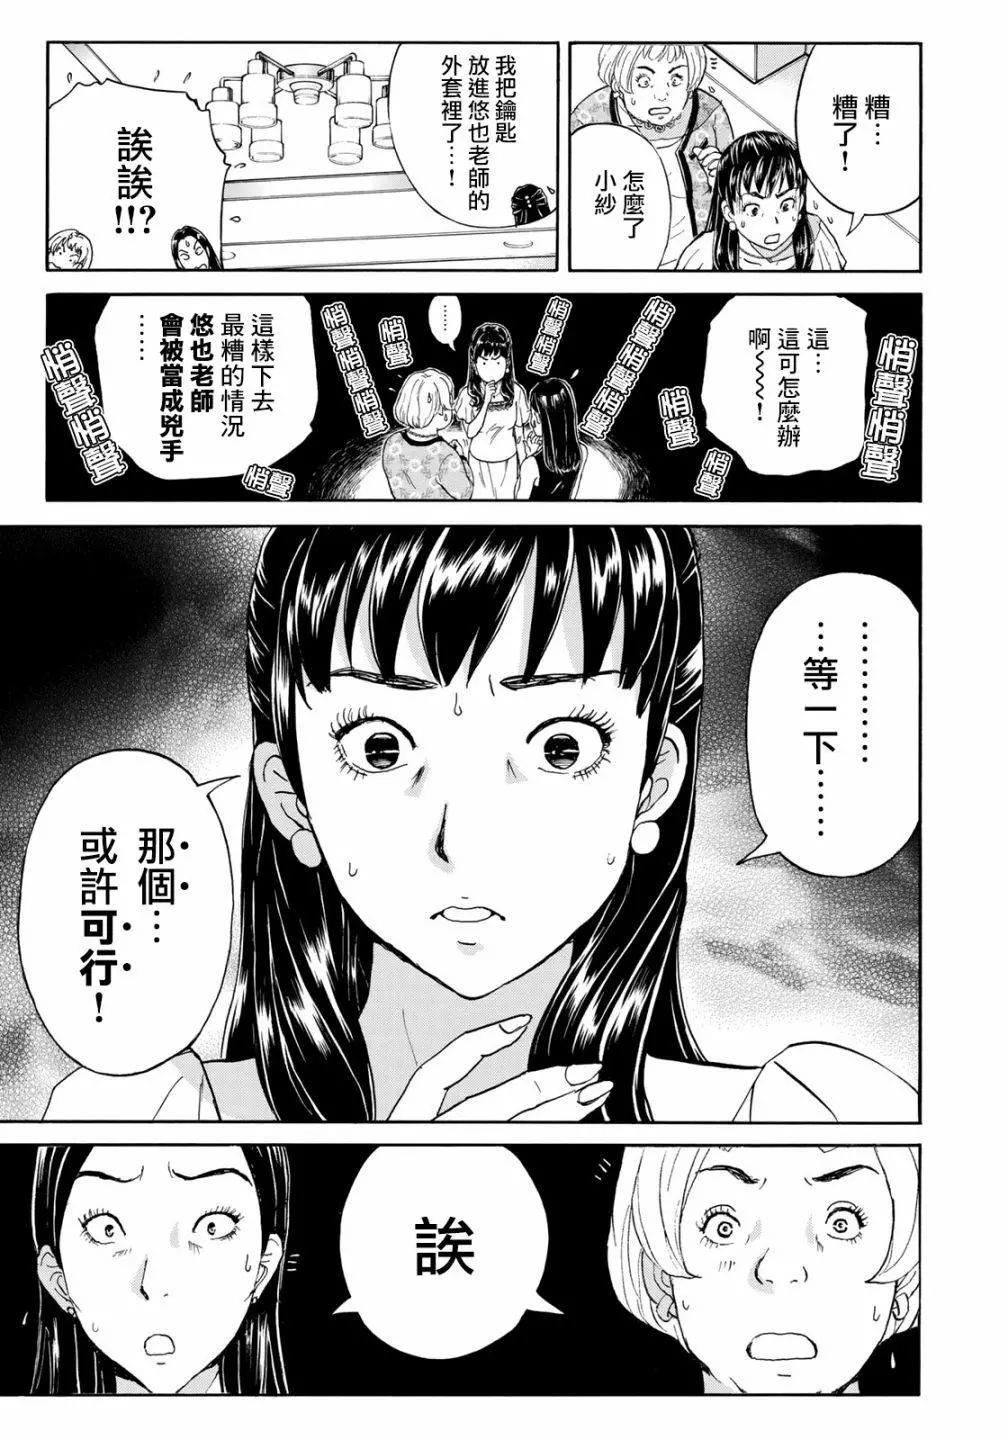 糟…
糟了！
怎麼了
小紗
我把鑰匙
放進悠也老師的
外套裡了……！
誒誒
!!?
悄聲悄聲
這…
這可怎麼辦
啊~~~！
悄聲
悄聲
悄聲悄聲悄聲
悄聲悄聲
……
悄聲
悄聲悄聲悄聲
這樣下去
最糟的情況
悠也老師
會被當成兇手
……
悄聲
悄聲悄聲
…………
…等一下……
那個…
或許可行！
誒